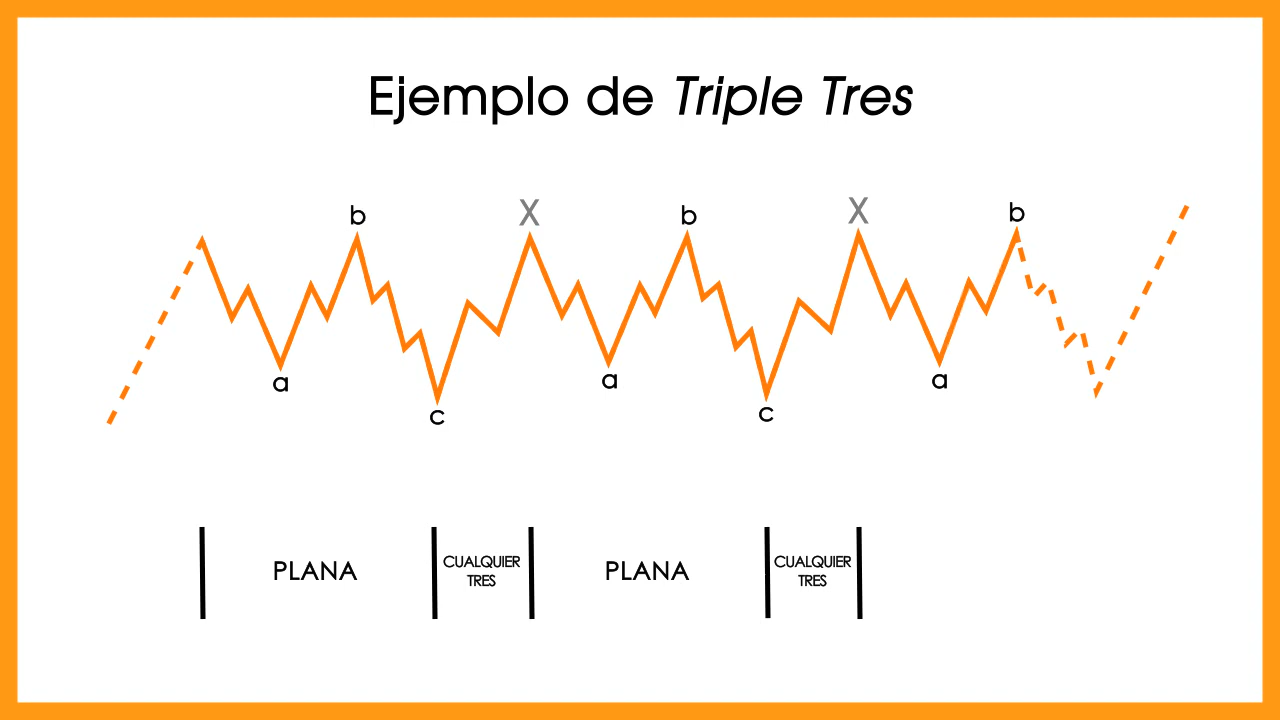 Ejemplo de Triple Tres
b X b X b
a a a
c c
PLANA CUALQUIER TRES PLANA CUALQUIER TRES